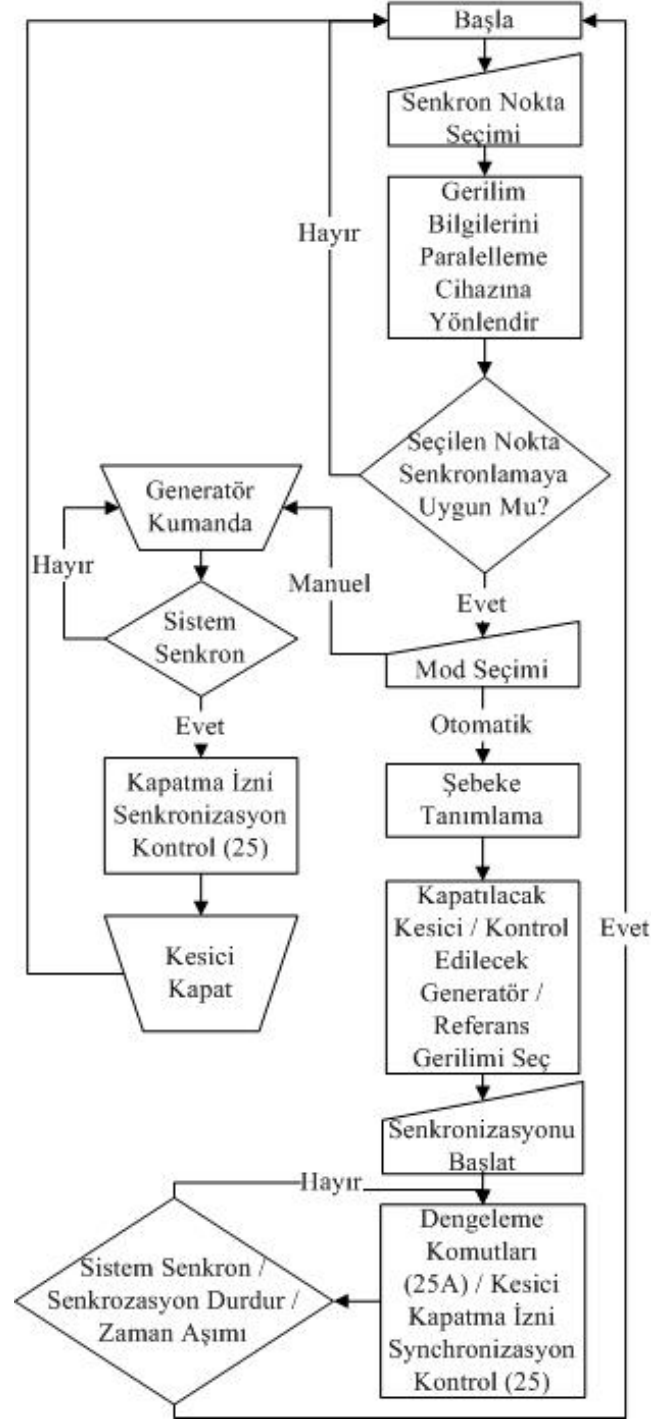 Başla
Senkron Nokta
Seçimi
Gerilim
Bilgilerini
Paralelleme
Cihazına
Yönlendir
Hayır
Seçilen Nokta
Senkronlamaya
Uygun Mu?
Evet
Mod Seçimi
Manuel
Generatör
Kumanda
Hayır
Sistem
Senkron
Evet
Kapatma İzni
Senkronizasyon
Kontrol (25)
Kesici
Kapat
Otomatik
Şebeke
Tanımlama
Kapatılacak
Kesici / Kontrol
Edilecek
Generatör /
Referans
Gerilimi Seç
Senkronizasyonu
Başlat
Hayır
Dengeleme
Komutları
(25A) / Kesici
Kapatma İzni
Synchronizasyon
Kontrol (25)
Sistem Senkron /
Senkrozasyon Durdur /
Zaman Aşımı
Evet